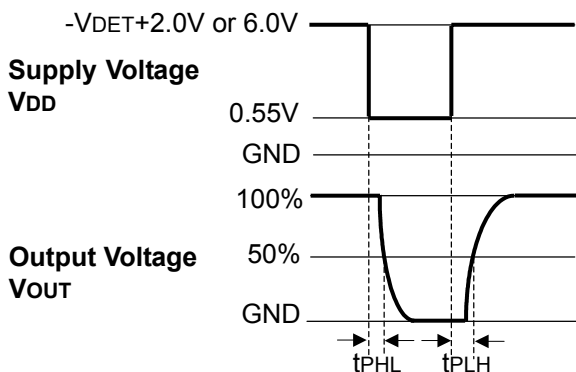 -VDET+2.0V or 6.0V
Supply Voltage
VDD
0.55V
GND
100%
Output Voltage
VOUT
50%
GND
tPHL
tPLH